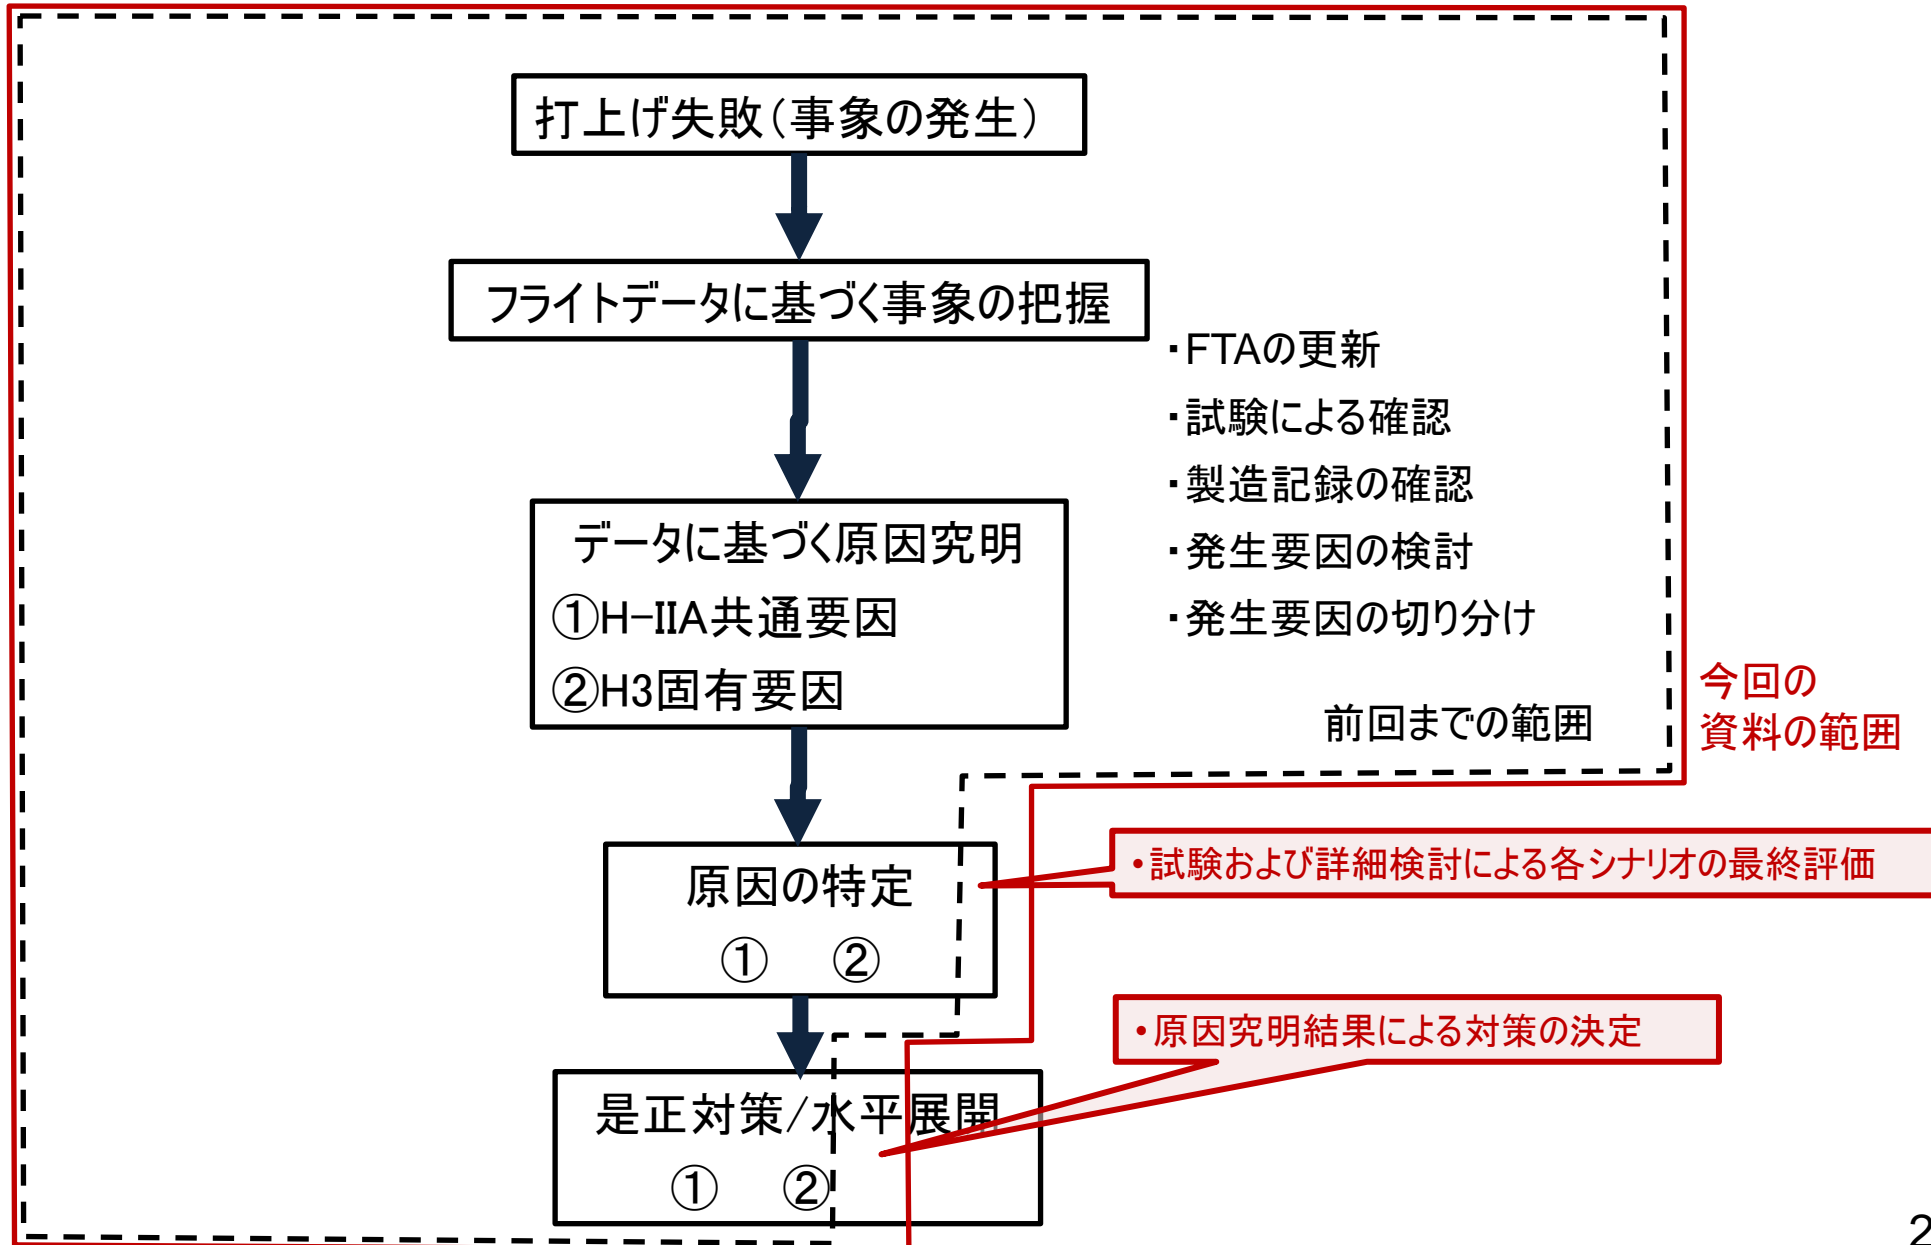 打上げ失敗(事象の発生)
フライトデータに基づく事象の把握
・FTAの更新
・試験による確認
・製造記録の確認
・発生要因の検討
・発生要因の切り分け
データに基づく原因究明
①H-IIA共通要因
②H3固有要因
前回までの範囲
今回の
資料の範囲
原因の特定
① ②
・試験および詳細検討による各シナリオの最終評価
・原因究明結果による対策の決定
是正対策/水平展開
① ②
2